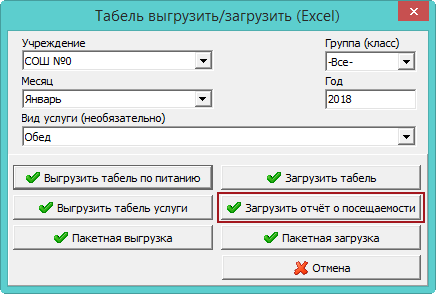 Табель выгрузить/загрузить (Excel)
Учреждение Группа (класс)
СОШ №0 -Все-
Месяц Год
Январь 2018
Вид услуги (необязательно)
Обед
Выгрузить табель по питанию Загрузить табель
Выгрузить табель услуги Загрузить отчёт о посещаемости
Пакетная выгрузка Пакетная загрузка
Отмена